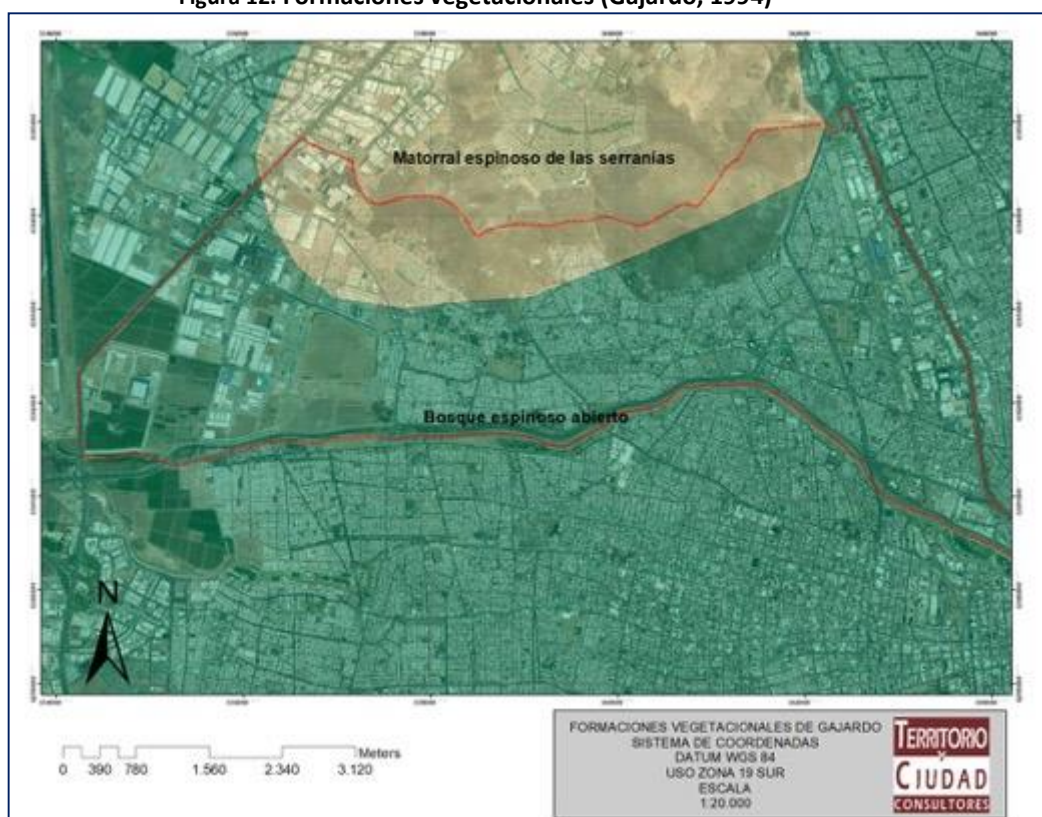 Figura 12. Formaciones vegetacionales (Gajardo, 1994)
Matorral espinoso de las serranías
Bosque espinoso abierto
N
Meters
0 390 780 1.560 2.340 3.120
FORMACIONES VEGETACIONALES DE GAJARDO
SISTEMA DE COORDENADAS
DATUM WGS 84
USO ZONA 19 SUR
ESCALA
1:20.000
TERRITORIO
Y
CIUDAD
CONSULTORES